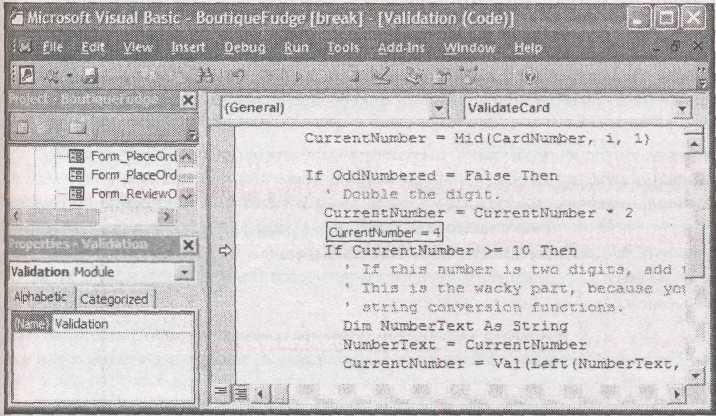 Microsoft Visual Basic - BoutiqueFudge [break] - [Validation (Code)]
File Edit View Insert Debug Run Tools Add-Ins Window Help
Project - BoutiqueFudge
Form_PlaceOrd
Form_PlaceOrd
Form_ReviewO
Properties - Validation
Validation Module
Alphabetic Categorized
(Name) Validation
(General) ValidateCard
CurrentNumber = Mid(CardNumber, i, 1)
If OddNumbered = False Then
' Double the digit.
CurrentNumber = CurrentNumber * 2
CurrentNumber = 4
If CurrentNumber >= 10 Then
' If this number is two digits, add
' This is the wacky part, because yo
' string conversion functions.
Dim NumberText As String
NumberText = CurrentNumber
CurrentNumber = Val(Left(NumberText,